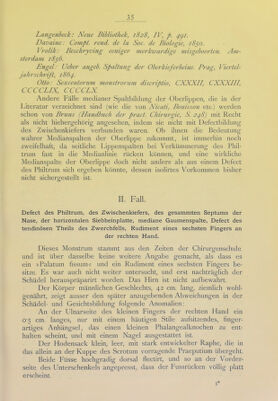 35
Langenbeck: Neue Bibliothek, 1828, IV, p. 491.
Davaine: Compt. rend. de la Soc. de Biologie, 1850.
Vrolik: Beschryving eeniger merkwaardige misgeboorten. Amsterdam 1836.
Engel: Ueber angeb. Spaltung der Oberkieferbeine. Prag, Vierteljahrschrift, 1864.
Otto: Sexcentorum monstrorum discriptio, CXXXII, CXXXIII,
CCCCLIX, CCCCLX.
Andere Fälle medianer Spaltbildung der Oberlippen, die in der
Literatur verzeichnet sind (wie die von Nicati, Bonisson etc.) werden
schon von Bruns (Handbuch der pract. Chirurgie, S. 248) mit Recht
als nicht hiehergehörig angesehen, indem sie nicht mit Defectbildung
des Zwischenkiefers verbunden waren. Ob ihnen die Bedeutung
wahrer Medianspalten der Oberlippe zukommt, ist immerhin noch
zweifelhaft, da seitliche Lippenspalten bei Verkümmerung des Philtrum
fast in die Medianlinie rücken können, und eine wirkliche
Medianspalte der Oberlippe doch nicht anders als aus einem Defect
des Philtrum sich ergeben könnte, dessen isolirtes Vorkommen bisher
nicht sichergestellt ist.
II. Fall.
Defect des Philtrum, des Zwischenkiefers, des gesammten Septums der
Nase, der horizontalen Siebbeinplatte, mediane Gaumenspalte, Defect des
tendinösen Theils des Zwerchfells, Rudiment eines sechsten Fingers an
der rechten Hand.
Dieses Monstrum stammt aus den Zeiten der Chirurgenschule
und ist über dasselbe keine weitere Angabe gemacht, als dass es
ein »Palatum fissum« und ein Rudiment eines sechsten Fingers besitze.
Es war auch nicht weiter untersucht, und erst nachträglich der
Schädel herauspräparirt worden. Das Hirn ist nicht aufbewahrt.
Der Körper männlichen Geschlechts, 42 cm. lang, ziemlich wohlgenährt,
zeigt ausser den später anzugebenden Abweichungen in der
Schädel- und Gesichtsbildung folgende Anomalien:
An der Ulnarseite des kleinen Fingers der rechten Hand ein
0·5 cm. langes, nur mit einem häutigen Stile aufsitzendes, fingerartiges
Anhängsel, das einen kleinen Phalangealknochen zu enthalten
scheint, und mit einem Nagel ausgestattet ist.
Der Hodensack klein, leer, mit stark entwickelter Raphe, die in
das allein an der Kuppe des Scrotum vorragende Praeputium übergeht.
Beide Füsse hochgradig dorsal flectirt, und so an der Vorderseite
des Unterschenkels angepresst, dass der Fussrücken völlig platt
erscheint.
3*